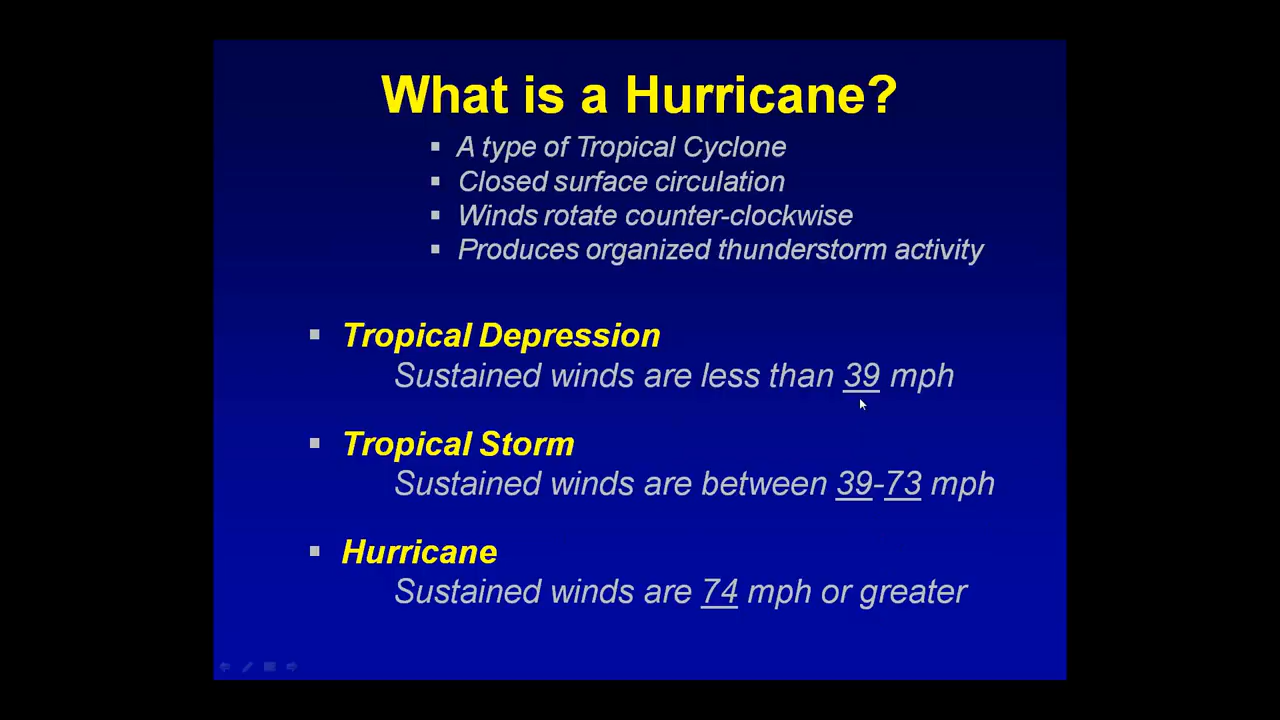 What is a Hurricane?
▪ A type of Tropical Cyclone
▪ Closed surface circulation
▪ Winds rotate counter-clockwise
▪ Produces organized thunderstorm activity
▪ Tropical Depression
Sustained winds are less than 39 mph
▪ Tropical Storm
Sustained winds are between 39-73 mph
▪ Hurricane
Sustained winds are 74 mph or greater